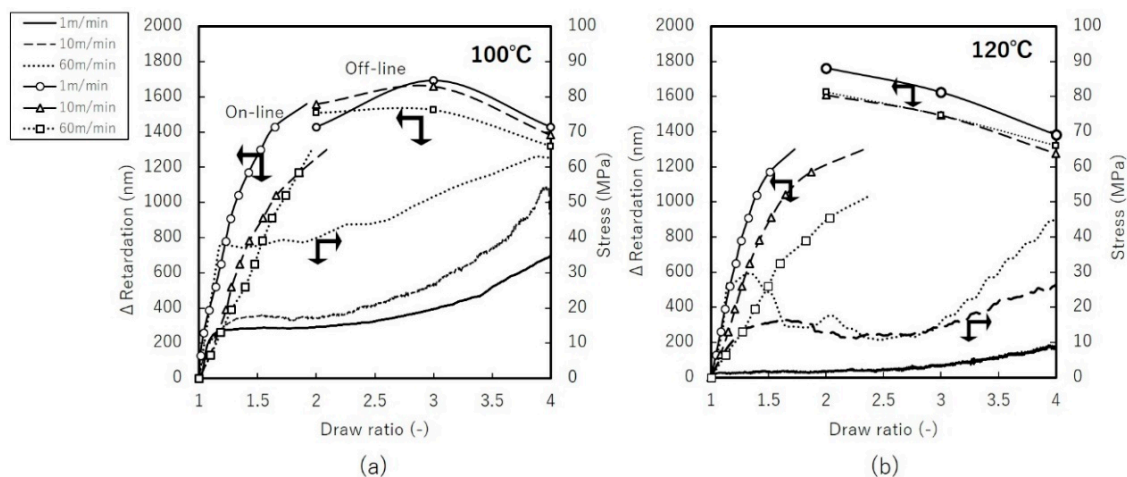 1m/min
10m/min
60m/min
1m/min
10m/min
60m/min
100℃
Off-line
On-line
Δ Retardation (nm)
2000
1800
1600
1400
1200
1000
800
600
400
200
0
Stress (MPa)
100
90
80
70
60
50
40
30
20
10
0
1 1.5 2 2.5 3 3.5 4
Draw ratio (-)
(a)
120℃
Δ Retardation (nm)
2000
1800
1600
1400
1200
1000
800
600
400
200
0
Stress (MPa)
100
90
80
70
60
50
40
30
20
10
0
1 1.5 2 2.5 3 3.5 4
Draw ratio (-)
(b)